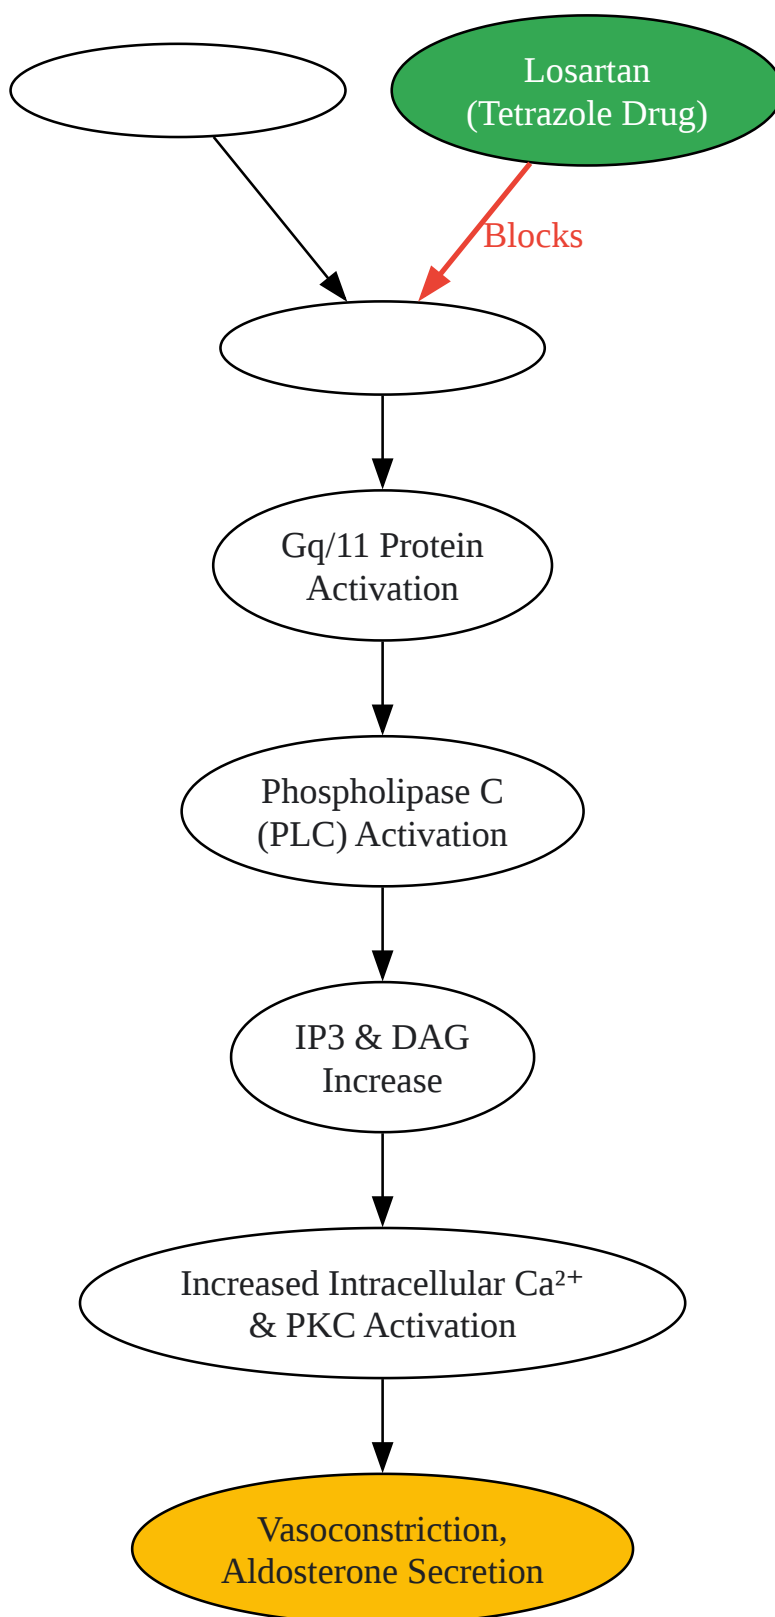 Losartan
(Tetrazole Drug)
Blocks
Gq/11 Protein
Activation
Phospholipase C
(PLC) Activation
IP3 & DAG
Increase
Increased Intracellular Ca²⁺
& PKC Activation
Vasoconstriction,
Aldosterone Secretion